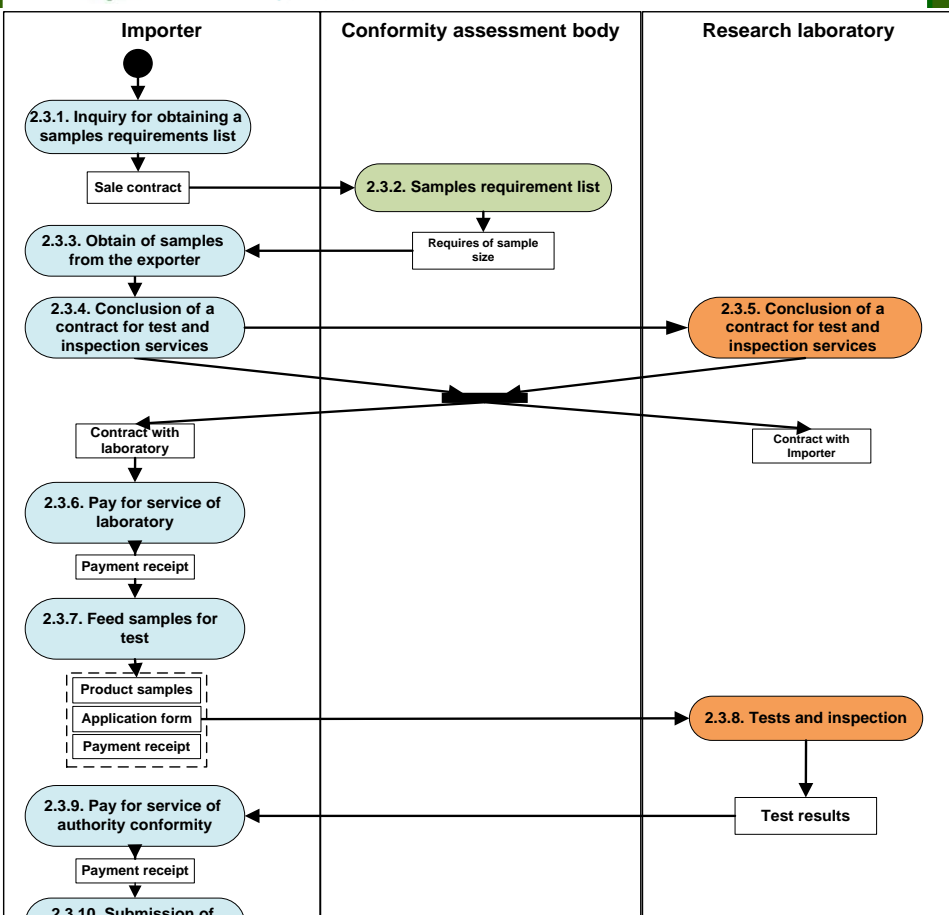 Importer
Conformity assessment body
Research laboratory
2.3.1. Inquiry for obtaining a
samples requirements list
Sale contract
2.3.2. Samples requirement list
Requires of sample
size
2.3.3. Obtain of samples
from the exporter
2.3.4. Conclusion of a
contract for test and
inspection services
2.3.5. Conclusion of a
contract for test and
inspection services
Contract with
laboratory
Contract with
Importer
2.3.6. Pay for service of
laboratory
Payment receipt
2.3.7. Feed samples for
test
Product samples
Application form
Payment receipt
2.3.8. Tests and inspection
Test results
2.3.9. Pay for service of
authority conformity
Payment receipt
2.3.10. Submission of